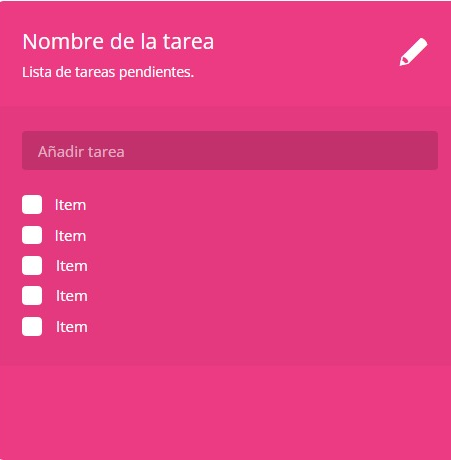 Nombre de la tarea
Lista de tareas pendientes.
Añadir tarea
Item
Item
Item
Item
Item